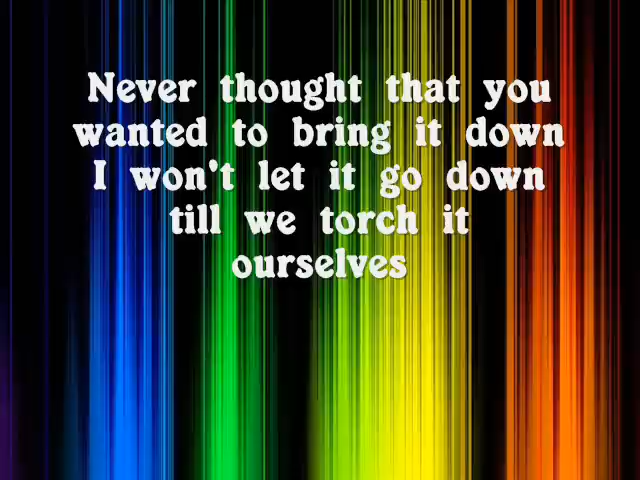 Never thought that you
wanted to bring it down
I won't let it go down
till we torch it
ourselves